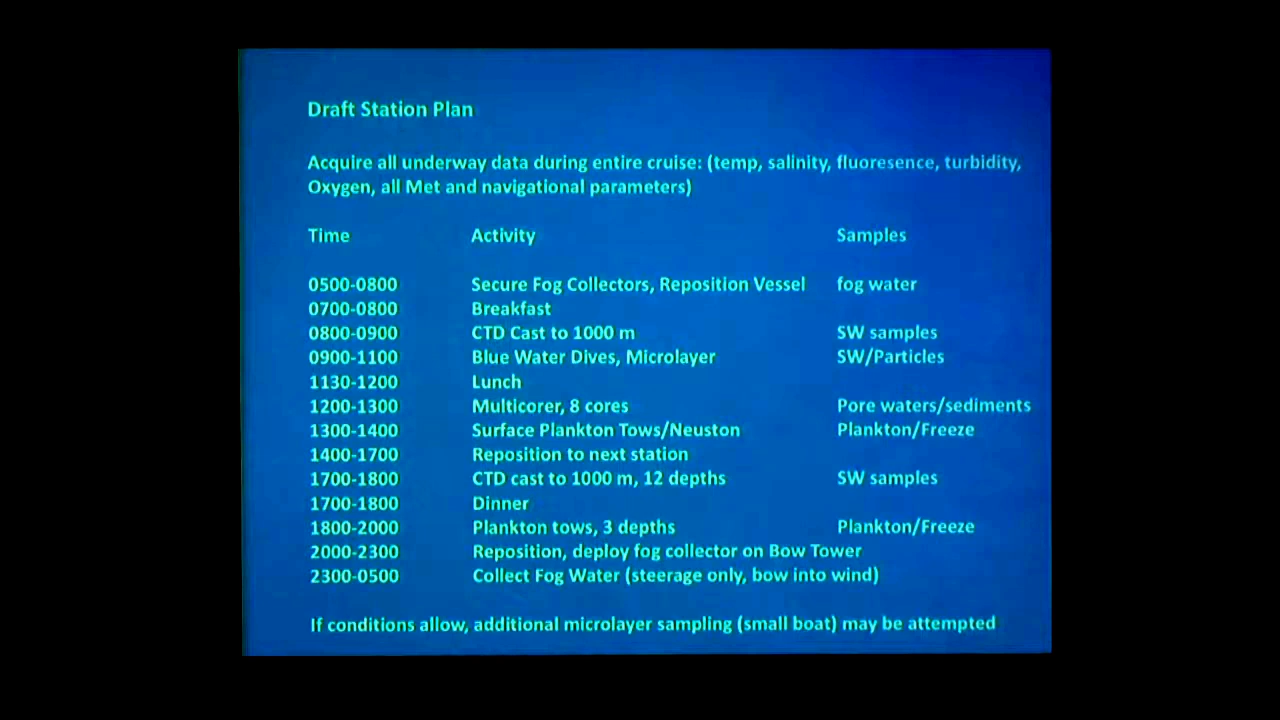 Draft Station Plan
Acquire all underway data during entire cruise: (temp, salinity, fluoresence, turbidity,
Oxygen, all Met and navigational parameters)
Time Activity Samples
0500-0800 Secure Fog Collectors, Reposition Vessel fog water
0700-0800 Breakfast
0800-0900 CTD Cast to 1000 m SW samples
0900-1100 Blue Water Dives, Microlayer SW/Particles
1130-1200 Lunch
1200-1300 Multicorer, 8 cores Pore waters/sediments
1300-1400 Surface Plankton Tows/Neuston Plankton/Freeze
1400-1700 Reposition to next station
1700-1800 CTD cast to 1000 m, 12 depths SW samples
1700-1800 Dinner
1800-2000 Plankton tows, 3 depths Plankton/Freeze
2000-2300 Reposition, deploy fog collector on Bow Tower
2300-0500 Collect Fog Water (steerage only, bow into wind)
If conditions allow, additional microlayer sampling (small boat) may be attempted